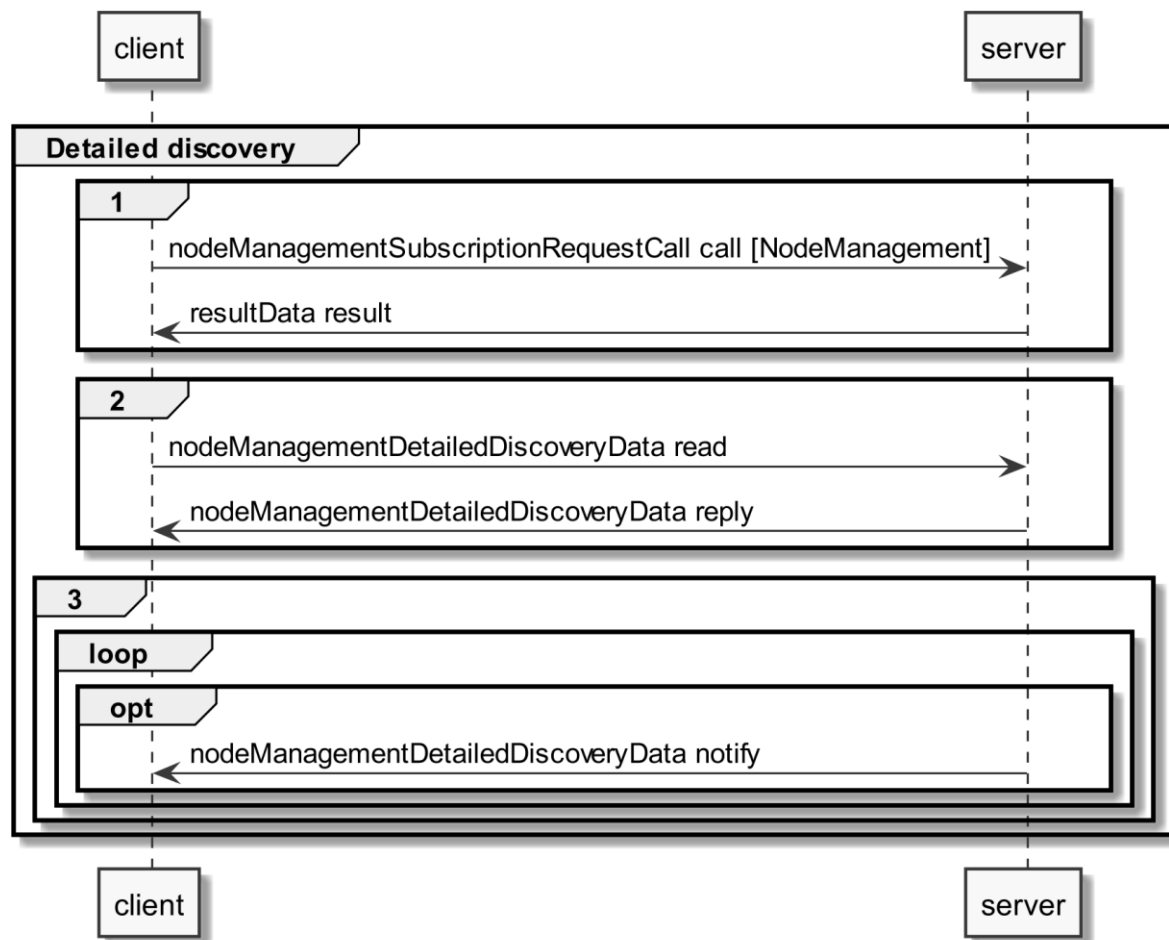 client
server
Detailed discovery
1
nodeManagementSubscriptionRequestCall call [NodeManagement]
resultData result
2
nodeManagementDetailedDiscoveryData read
nodeManagementDetailedDiscoveryData reply
3
loop
opt
nodeManagementDetailedDiscoveryData notify
client
server